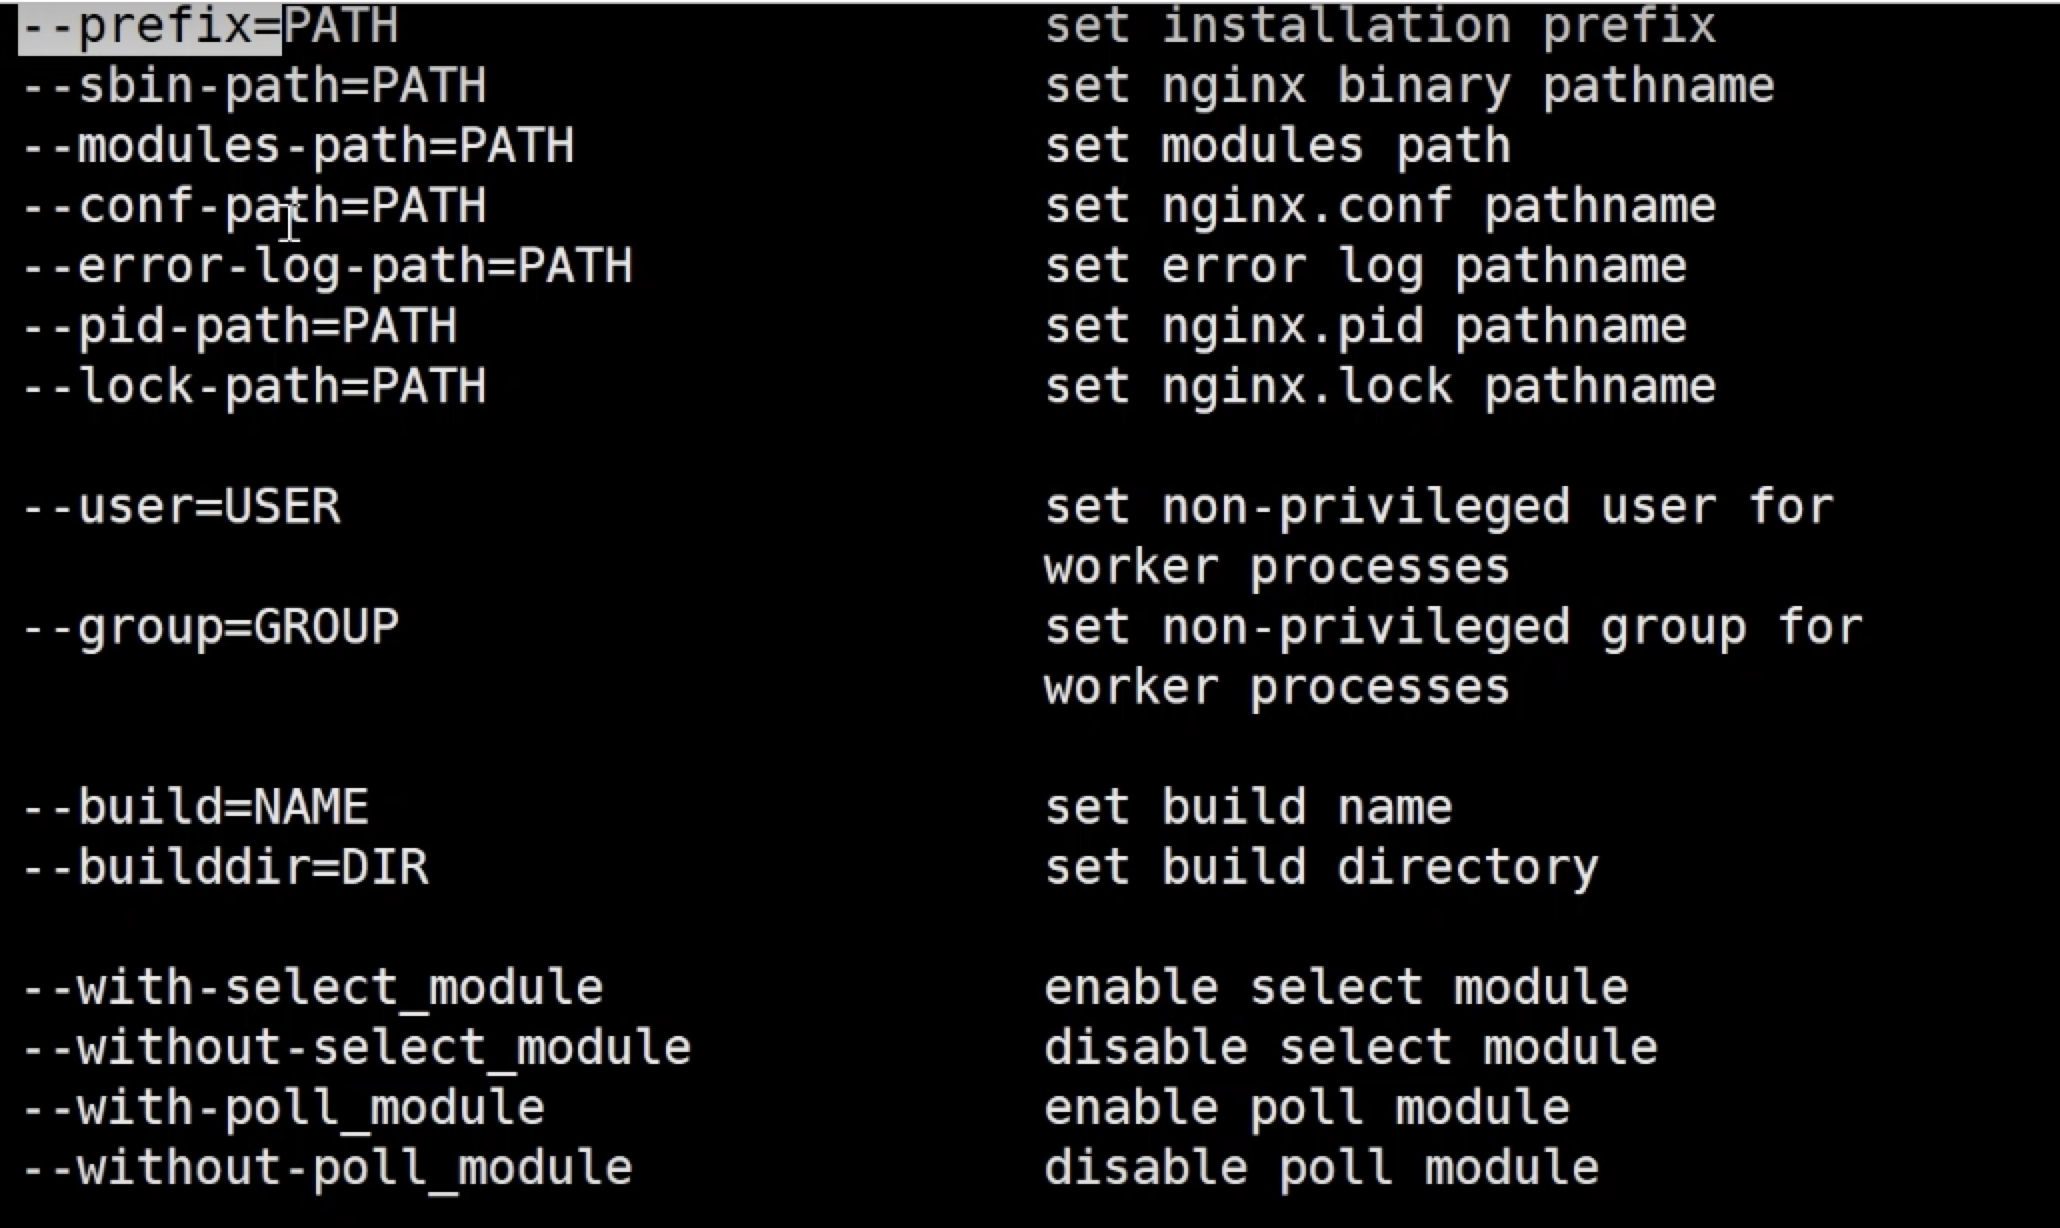 --prefix=PATH set installation prefix
--sbin-path=PATH set nginx binary pathname
--modules-path=PATH set modules path
--conf-path=PATH set nginx.conf pathname
--error-log-path=PATH set error log pathname
--pid-path=PATH set nginx.pid pathname
--lock-path=PATH set nginx.lock pathname
--user=USER set non-privileged user for
worker processes
--group=GROUP set non-privileged group for
worker processes
--build=NAME set build name
--builddir=DIR set build directory
--with-select_module enable select module
--without-select_module disable select module
--with-poll_module enable poll module
--without-poll_module disable poll module